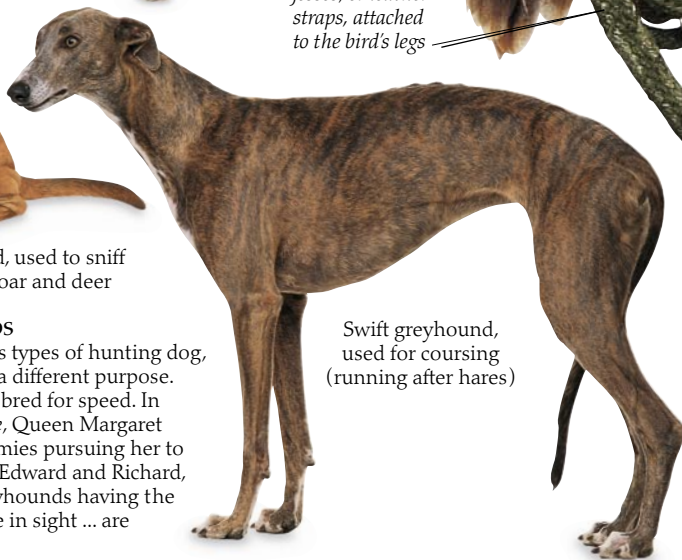 straps, attached
to the bird's legs
, used to sniff
and deer
s types of hunting dog,
a different purpose.
bred for speed. In
, Queen Margaret
mies pursuing her to
Edward and Richard,
yhounds having the
e in sight ... are
Swift greyhound,
used for coursing
(running after hares)